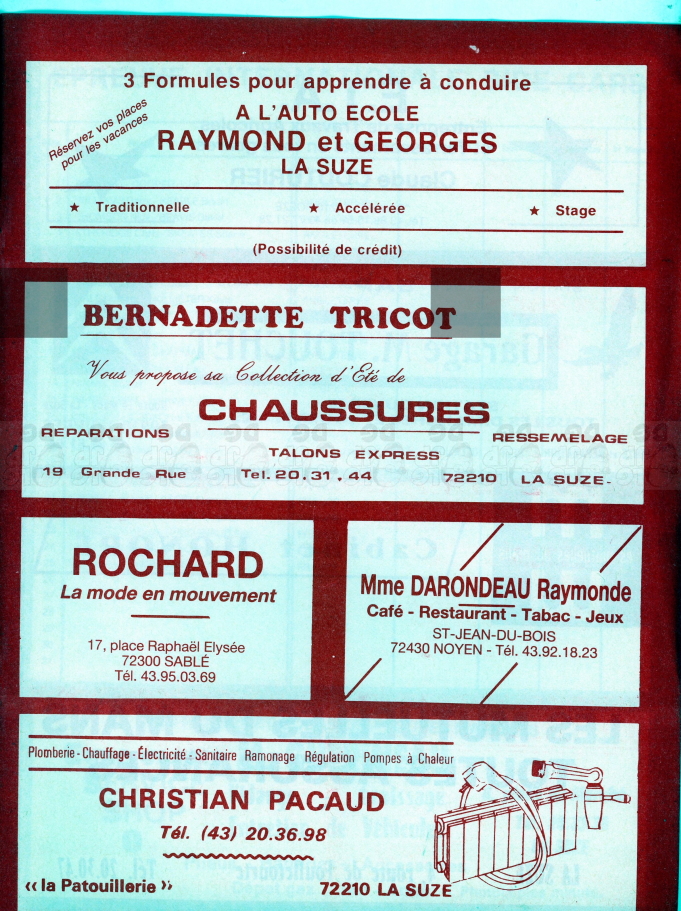 3 Formules pour apprendre à conduire
Réservez vos places
pour les vacances
A L'AUTO ECOLE
RAYMOND et GEORGES
LA SUZE
★ Traditionnelle ★ Accélérée ★ Stage
(Possibilité de crédit)
BERNADETTE TRICOT
Vous propose sa Collection d'Eté de
CHAUSSURES
REPARATIONS RESSEMELAGE
TALONS EXPRESS
19 Grande Rue Tel. 20.31.44 72210 LA SUZE-
ROCHARD
La mode en mouvement
17, place Raphaël Elysée
72300 SABLÉ
Tél. 43.95.03.69
Mme DARONDEAU Raymonde
Café - Restaurant - Tabac - Jeux
ST-JEAN-DU-BOIS
72430 NOYEN - Tél. 43.92.18.23
Plomberie - Chauffage - Électricité - Sanitaire Ramonage Régulation Pompes à Chaleur
CHRISTIAN PACAUD
Tél. (43) 20.36.98
« la Patouillerie » 72210 LA SUZE